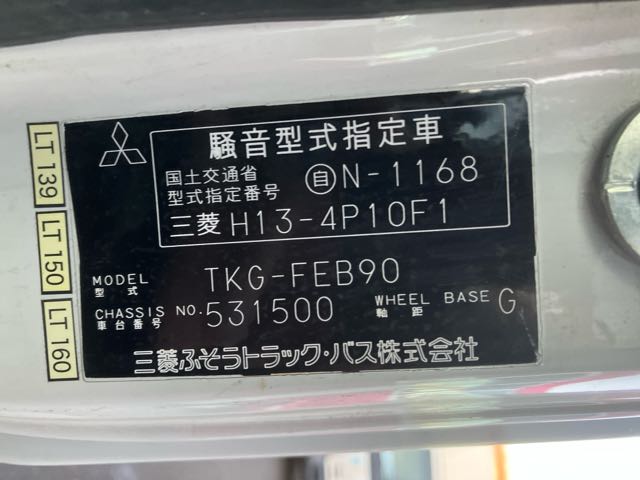 騒音型式指定車
国土交通省
型式指定番号 自N-1168
三菱 H13-4P10F1
MODEL
型式 TKG-FEB90
CHASSIS NO.
車台番号 531500 WHEEL BASE
軸距 G
三菱ふそうトラック・バス株式会社
LT 139
LT 150
LT 160